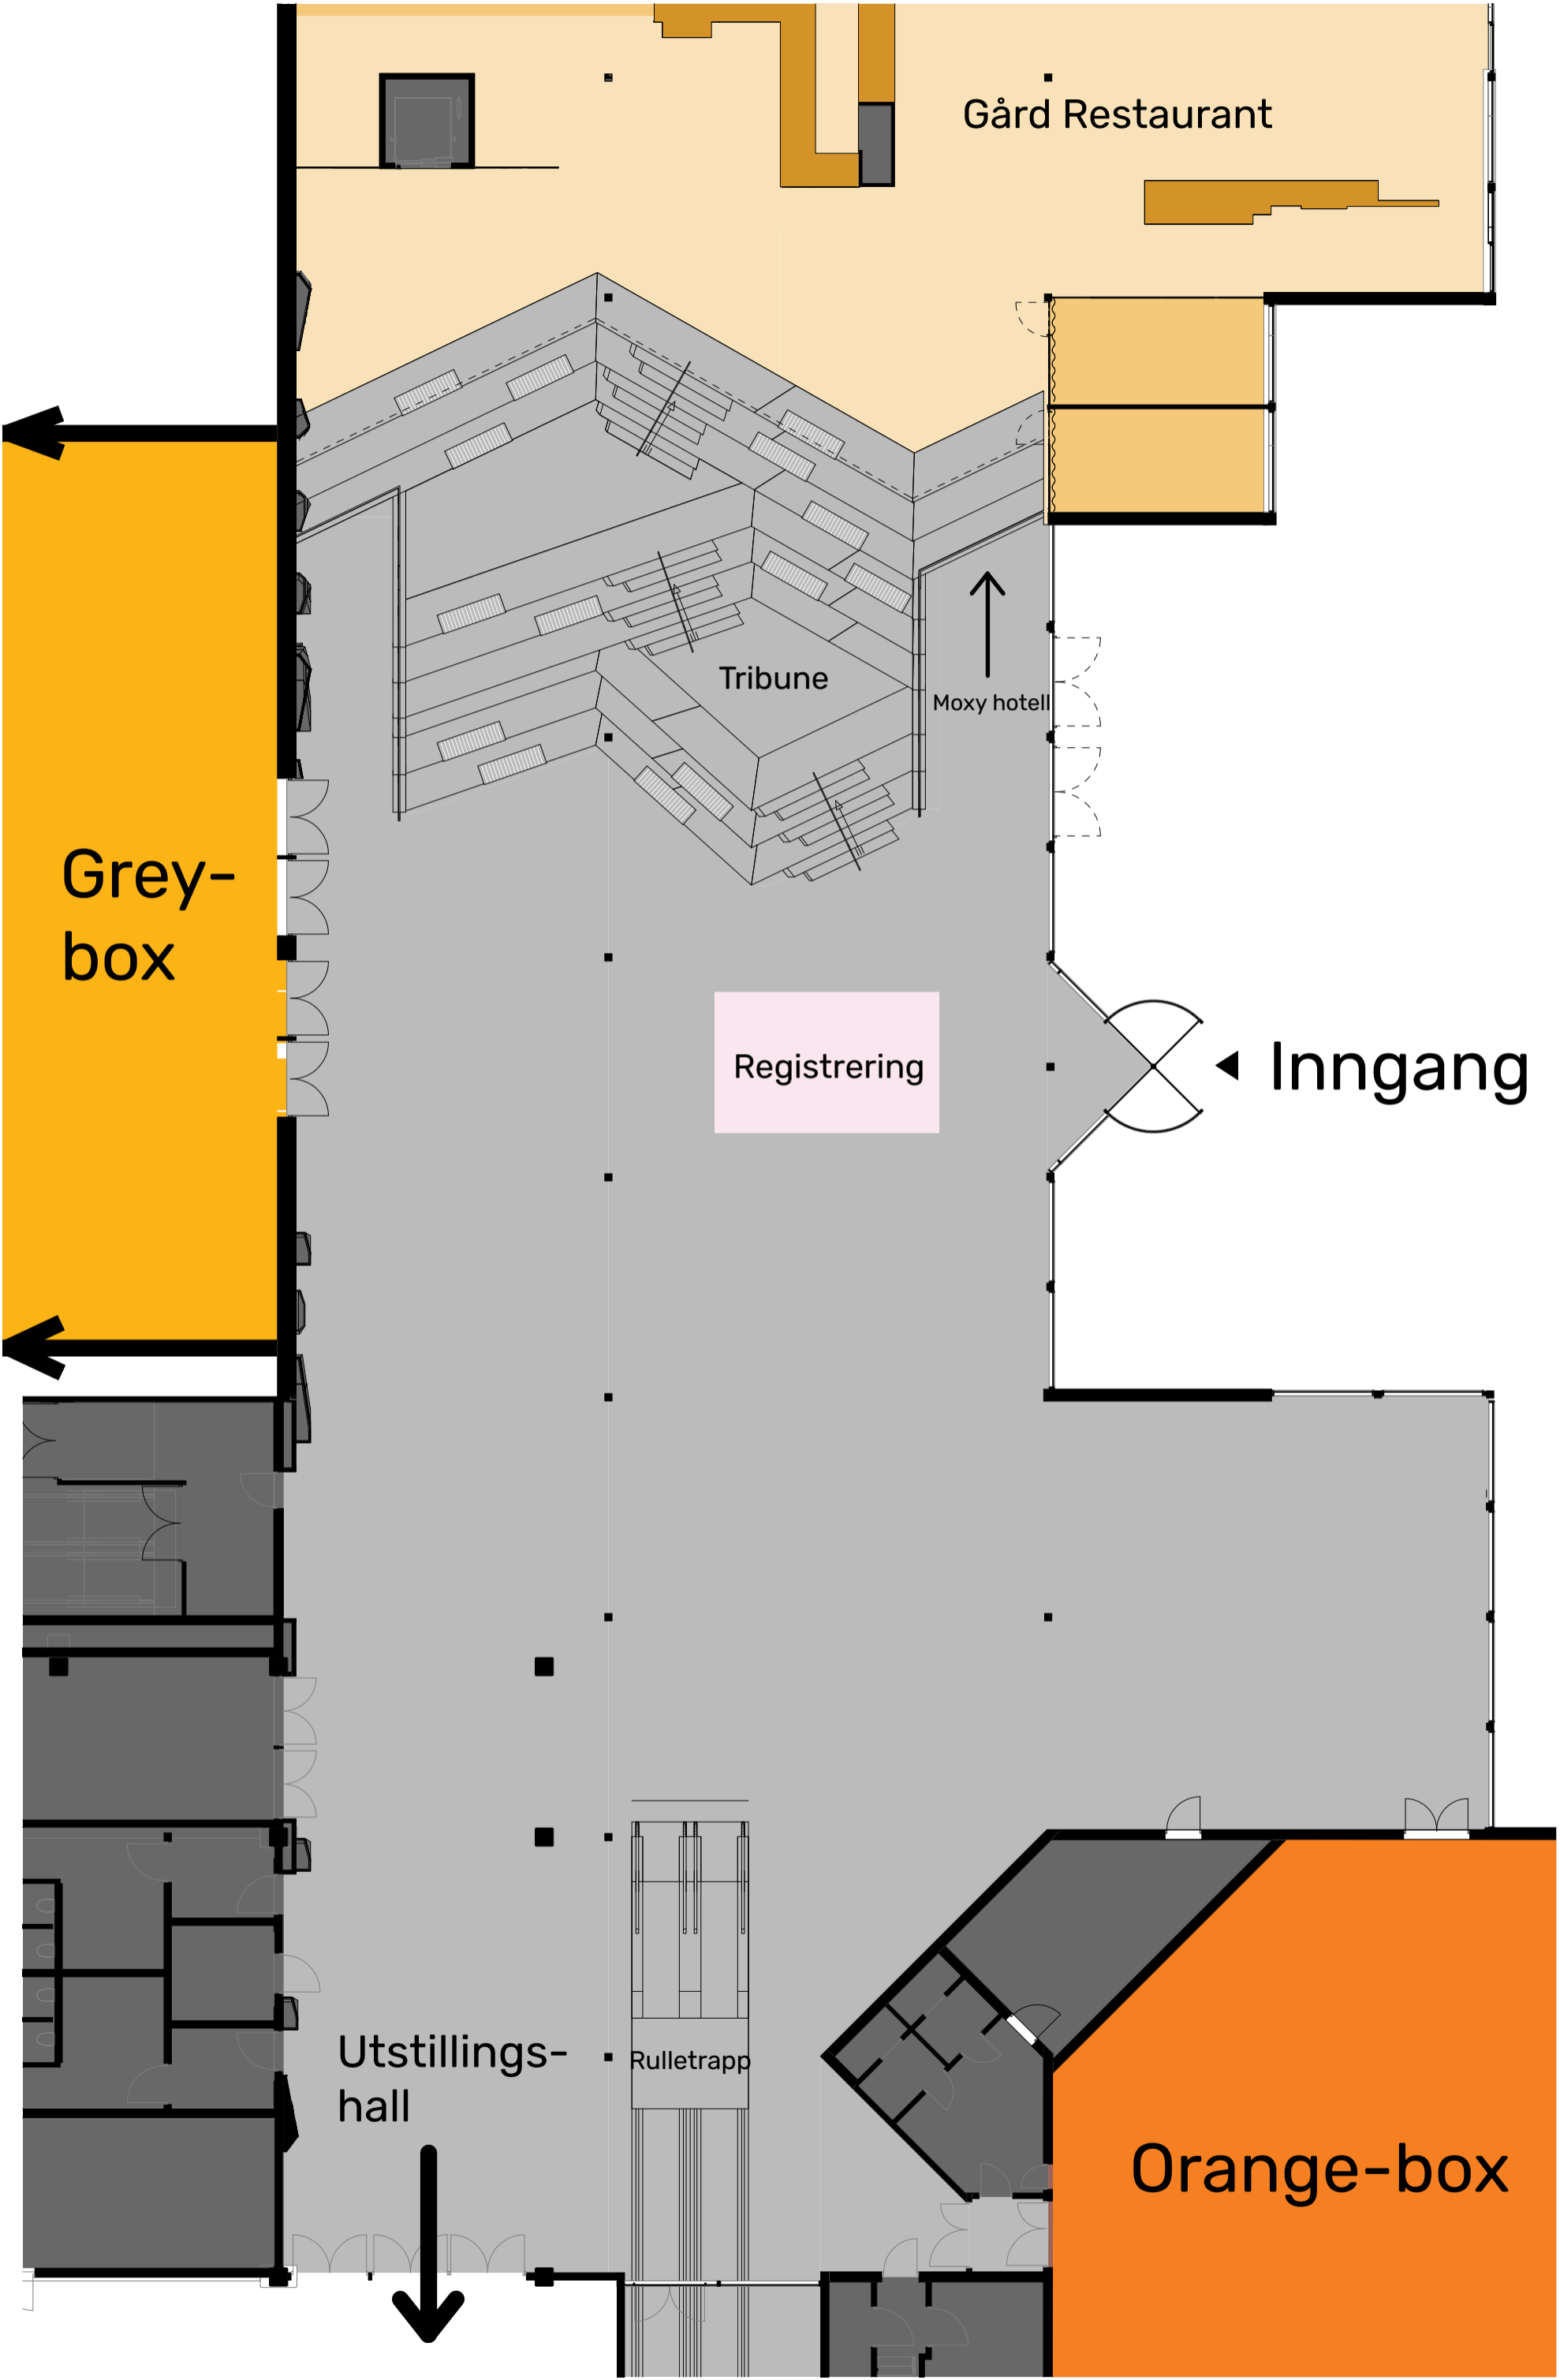 Gård Restaurant
Tribune
Moxy hotell
Grey-
box
Registrering
Inngang
Utstillings-
hall
Rulletrapp
Orange-box